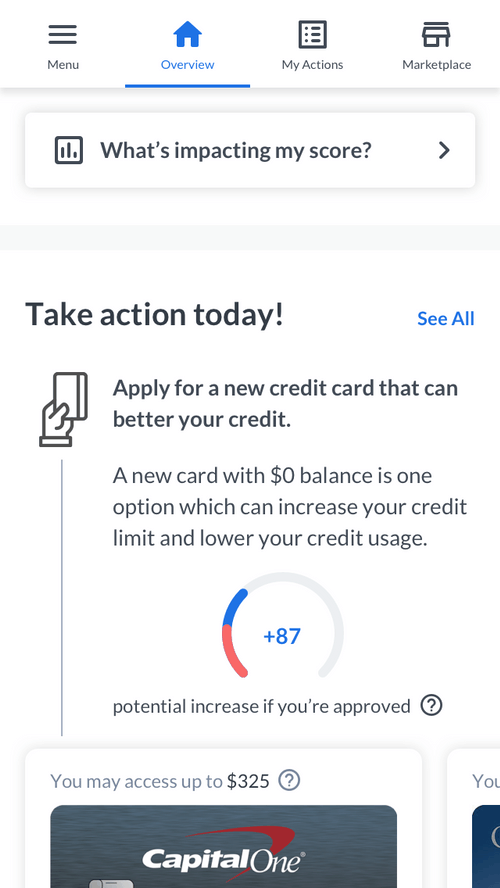 Menu
Overview
My Actions
Marketplace
What's impacting my score?
Take action today!
See All
Apply for a new credit card that can
better your credit.
A new card with $0 balance is one
option which can increase your credit
limit and lower your credit usage.
+87
potential increase if you're approved ?
You may access up to $325 ?
You
Capital One